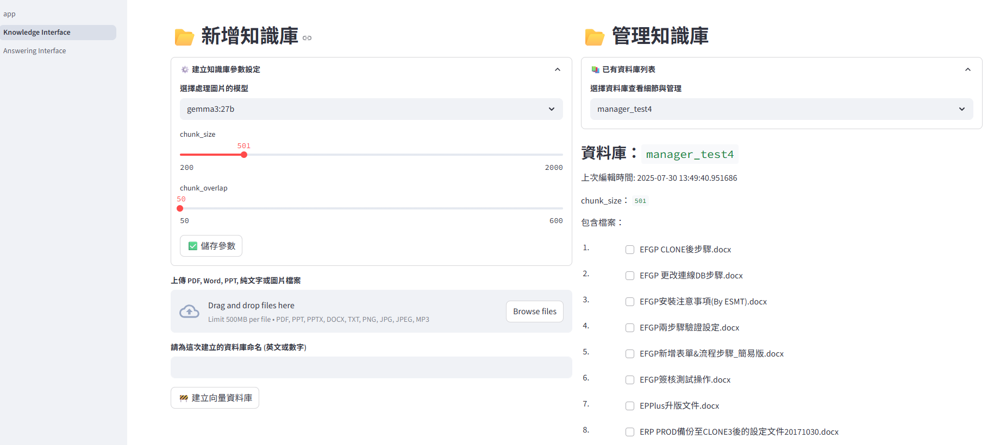 app
Knowledge Interface
Answering Interface
新增知識庫
建立知識庫參數設定
選擇處理圖片的模型
gemma3:27b
chunk_size
501
200
2000
chunk_overlap
50
50
600
儲存參數
上傳 PDF, Word, PPT, 純文字或圖片檔案
Drag and drop files here
Limit 500MB per file • PDF, PPT, PPTX, DOCX, TXT, PNG, JPG, JPEG, MP3
Browse files
請為這次建立的資料庫命名 (英文或數字)
建立向量資料庫
管理知識庫
已有資料庫列表
選擇資料庫查看細節與管理
manager_test4
資料庫：manager_test4
上次編輯時間: 2025-07-30 13:49:40.951686
chunk_size： 501
包含檔案：
1. EFGP CLONE後步驟.docx
2. EFGP 更改連線DB步驟.docx
3. EFGP安裝注意事項(By ESMT).docx
4. EFGP兩步驟驗證設定.docx
5. EFGP新增表單&流程步驟_簡易版.docx
6. EFGP簽核測試操作.docx
7. EPPlus升版文件.docx
8. ERP PROD備份至CLONE3後的設定文件20171030.docx